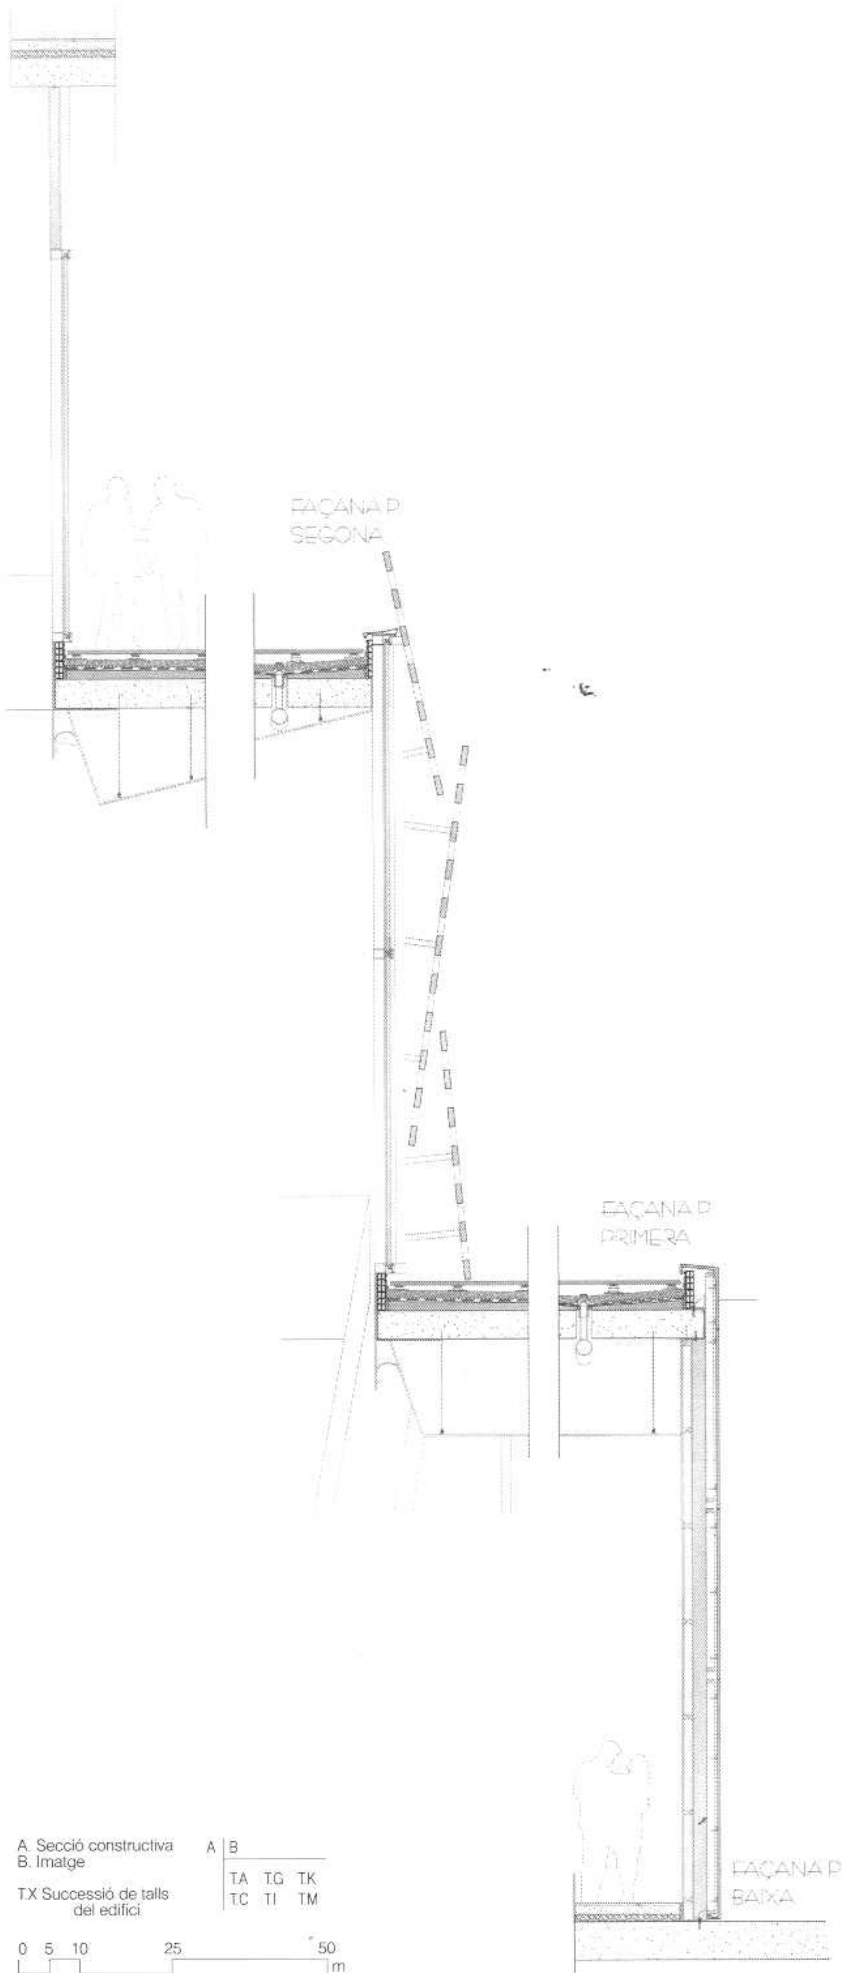 FAÇANA P.
SEGONA
FAÇANA P.
PRIMERA
FAÇANA P.
BAIXA
A. Secció constructiva
B. Imatge
T.X Successió de talls
del edifici
A B
T.A T.G T.K
T.C T.I T.M
0 5 10 25 50
m